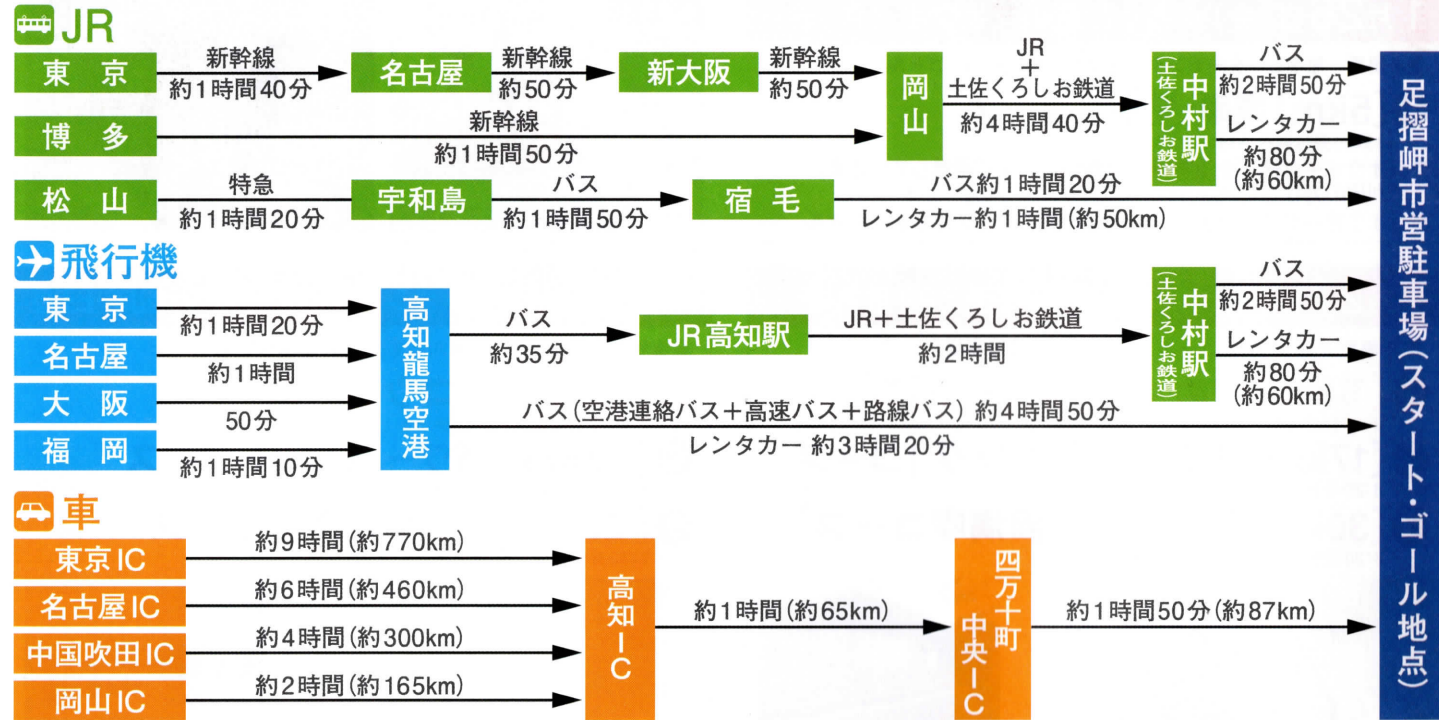 JR
東京
新幹線
約1時間40分
名古屋
新幹線
約50分
新大阪
新幹線
約50分
岡山
JR
+
土佐くろしお鉄道
約4時間40分
中村駅
(土佐くろしお鉄道)
バス
約2時間50分
レンタカー
約80分
(約60km)
博多
新幹線
約1時間50分
松山
特急
約1時間20分
宇和島
バス
約1時間50分
宿毛
バス約1時間20分
レンタカー約1時間(約50km)
飛行機
東京
約1時間20分
名古屋
約1時間
大阪
50分
福岡
約1時間10分
高知龍馬空港
バス
約35分
JR高知駅
JR+土佐くろしお鉄道
約2時間
中村駅
(土佐くろしお鉄道)
バス
約2時間50分
レンタカー
約80分
(約60km)
バス(空港連絡バス+高速バス+路線バス) 約4時間50分
レンタカー 約3時間20分
車
東京IC
約9時間(約770km)
名古屋IC
約6時間(約460km)
中国吹田IC
約4時間(約300km)
岡山IC
約2時間(約165km)
高知IC
約1時間(約65km)
四万十町
中央IC
約1時間50分(約87km)
足摺岬市営駐車場(スタート・ゴール地点)